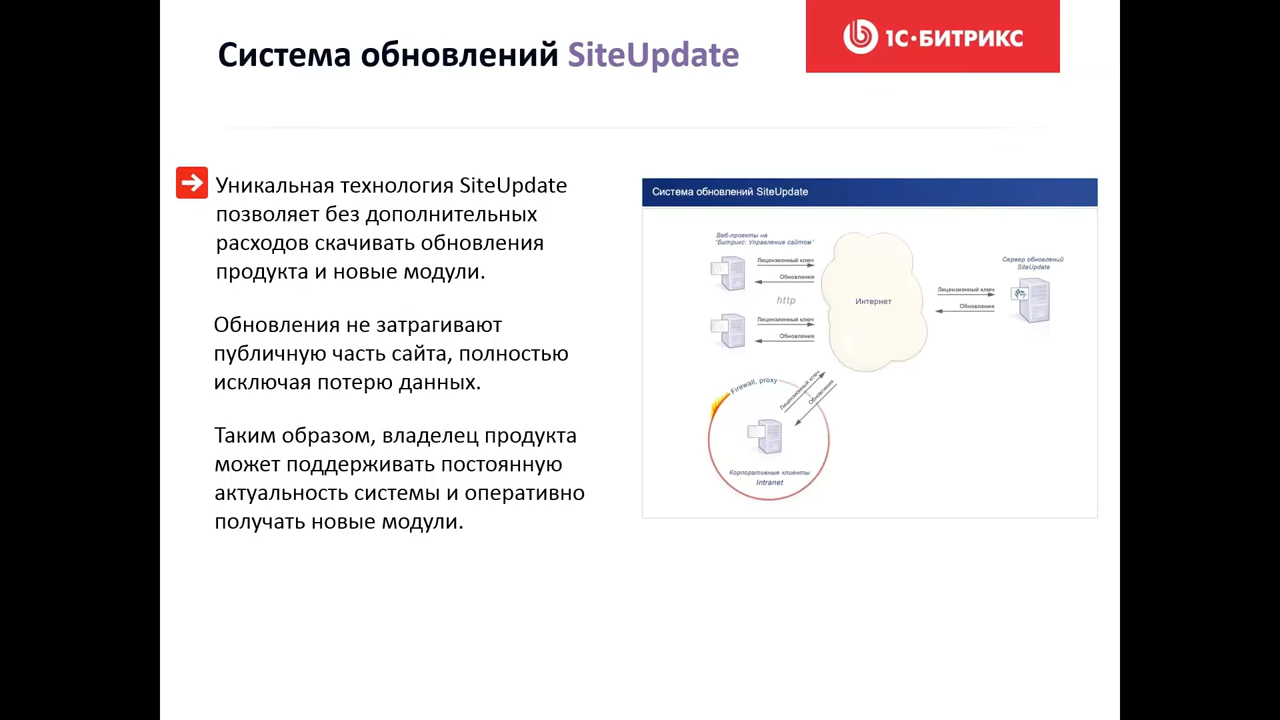 Система обновлений SiteUpdate
1С·БИТРИКС
Уникальная технология SiteUpdate
позволяет без дополнительных
расходов скачивать обновления
продукта и новые модули.
Обновления не затрагивают
публичную часть сайта, полностью
исключая потерю данных.
Таким образом, владелец продукта
может поддерживать постоянную
актуальность системы и оперативно
получать новые модули.
Система обновлений SiteUpdate
Веб-проекты на
"Битрикс: Управление сайтом"
Лицензионный ключ
Обновления
http
Лицензионный ключ
Обновления
Интернет
Сервер обновлений
SiteUpdate
Лицензионный ключ
Обновления
Firewall, proxy
Лицензионный ключ
Обновления
Корпоративные клиенты
Intranet